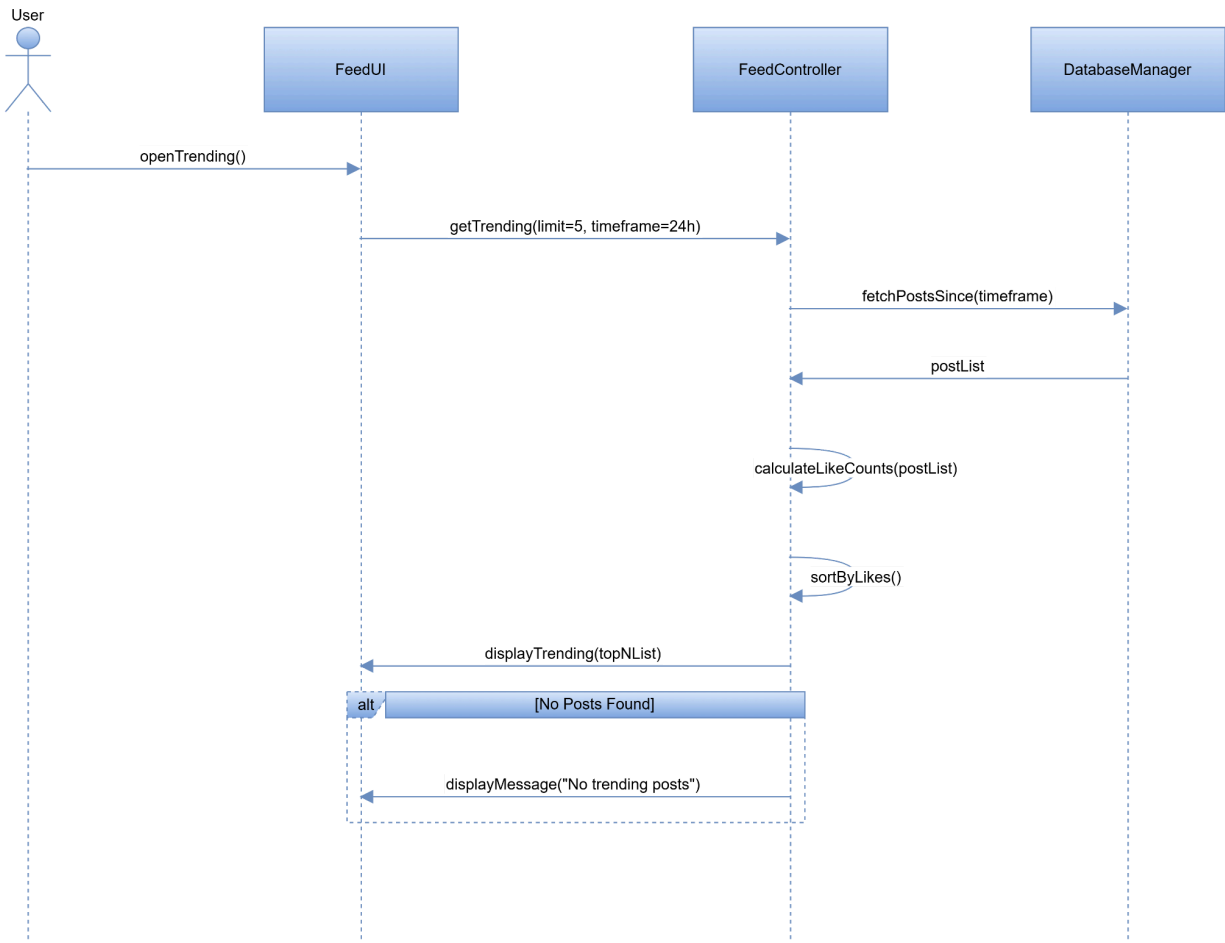 User
FeedUI
FeedController
DatabaseManager
openTrending()
getTrending(limit=5, timeframe=24h)
fetchPostsSince(timeframe)
postList
calculateLikeCounts(postList)
sortByLikes()
displayTrending(topNList)
alt
[No Posts Found]
displayMessage("No trending posts")